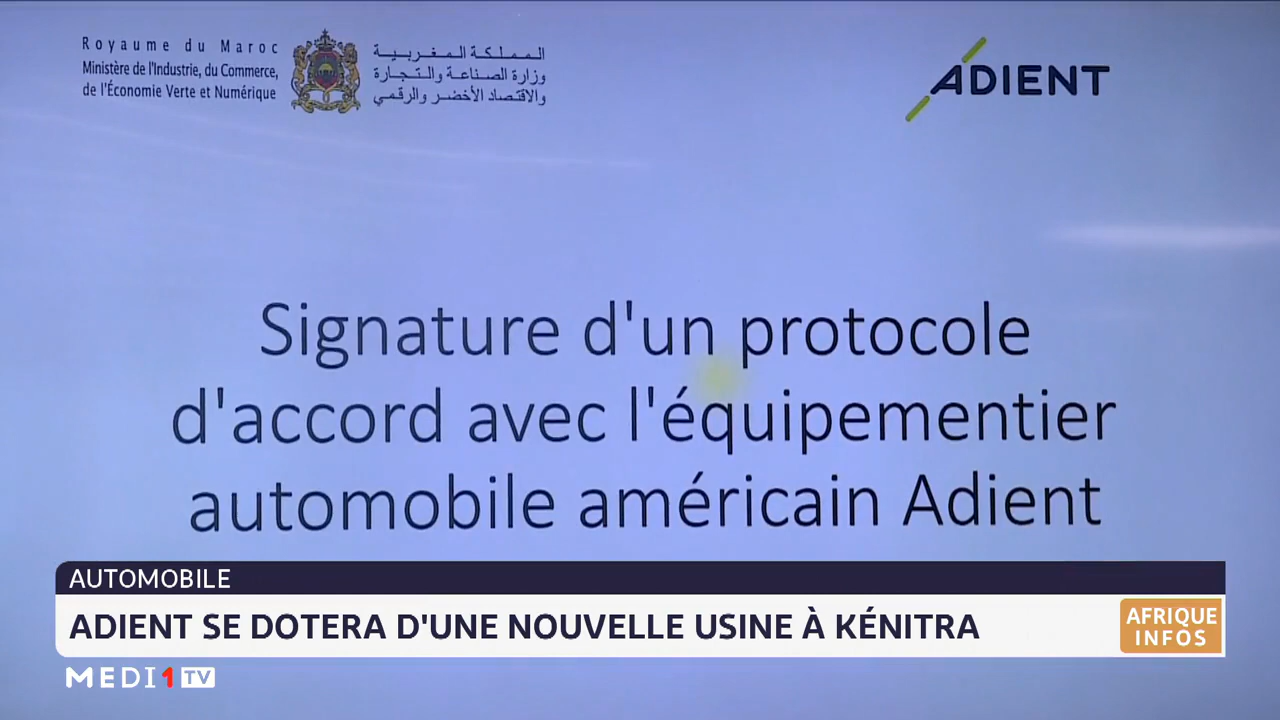 Royaume du Maroc
Ministère de l'Industrie, du Commerce,
de l'Économie Verte et Numérique
المملكة المغربية
وزارة الصناعة والتجارة
والاقتصاد الأخضر والرقمي
ADIENT
Signature d'un protocole
d'accord avec l'équipementier
automobile américain Adient
AUTOMOBILE
ADIENT SE DOTERA D'UNE NOUVELLE USINE À KÉNITRA
AFRIQUE
INFOS
MEDI1 TV